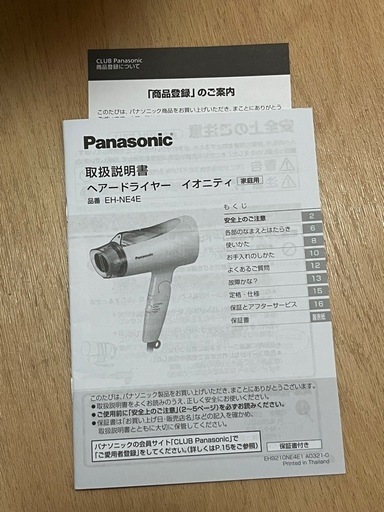 CLUB Panasonic
商品登録について
「商品登録」のご案内
このたびは、パナソニック商品をお買い上げいただき、まことにありがとう
Panasonic
取扱説明書
ヘアードライヤー イオニティ 家庭用
品番 EH-NE4E
もくじ
安全上のご注意 2
各部のなまえとはたらき 6
使いかた 8
お手入れのしかた 10
よくあるご質問 12
故障かな? 13
定格・仕様 15
保証とアフターサービス 16
保証書 裏表紙
Panasonic
このたびは、パナソニック製品をお買い上げいただき、まことにありがとうございます。
●取扱説明書をよくお読みのうえ、正しく安全にお使いください。
●ご使用前に「安全上のご注意」(2~5ページ)を必ずお読みください。
●保証書は「お買い上げ日・販売店名」などの記入を確かめ、
取扱説明書とともに大切に保管してください。
パナソニックの会員サイト「CLUB Panasonic」で
「ご愛用者登録」をしてください。(詳しくはP.15をご参照)
保証書付き
EH9210NE4E1 A0321-0
Printed in Thailand